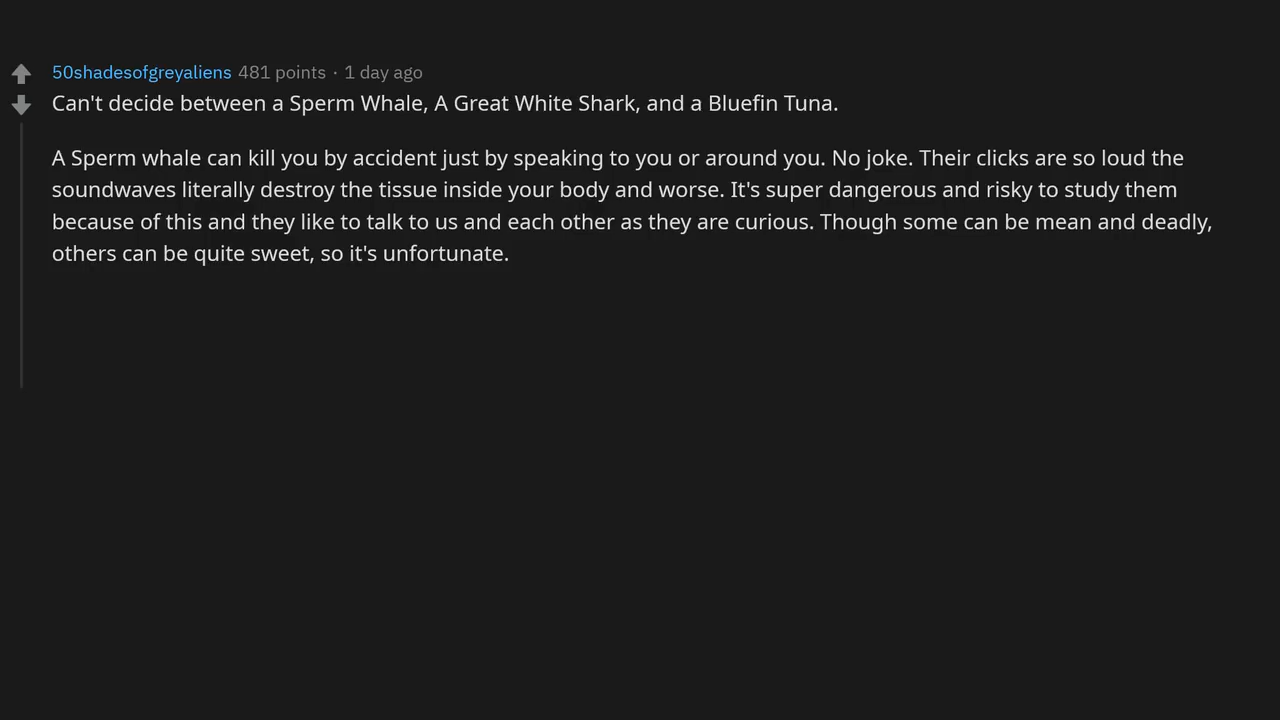 50shadesofgreyaliens 481 points · 1 day ago
Can't decide between a Sperm Whale, A Great White Shark, and a Bluefin Tuna.
A Sperm whale can kill you by accident just by speaking to you or around you. No joke. Their clicks are so loud the
soundwaves literally destroy the tissue inside your body and worse. It's super dangerous and risky to study them
because of this and they like to talk to us and each other as they are curious. Though some can be mean and deadly,
others can be quite sweet, so it's unfortunate.